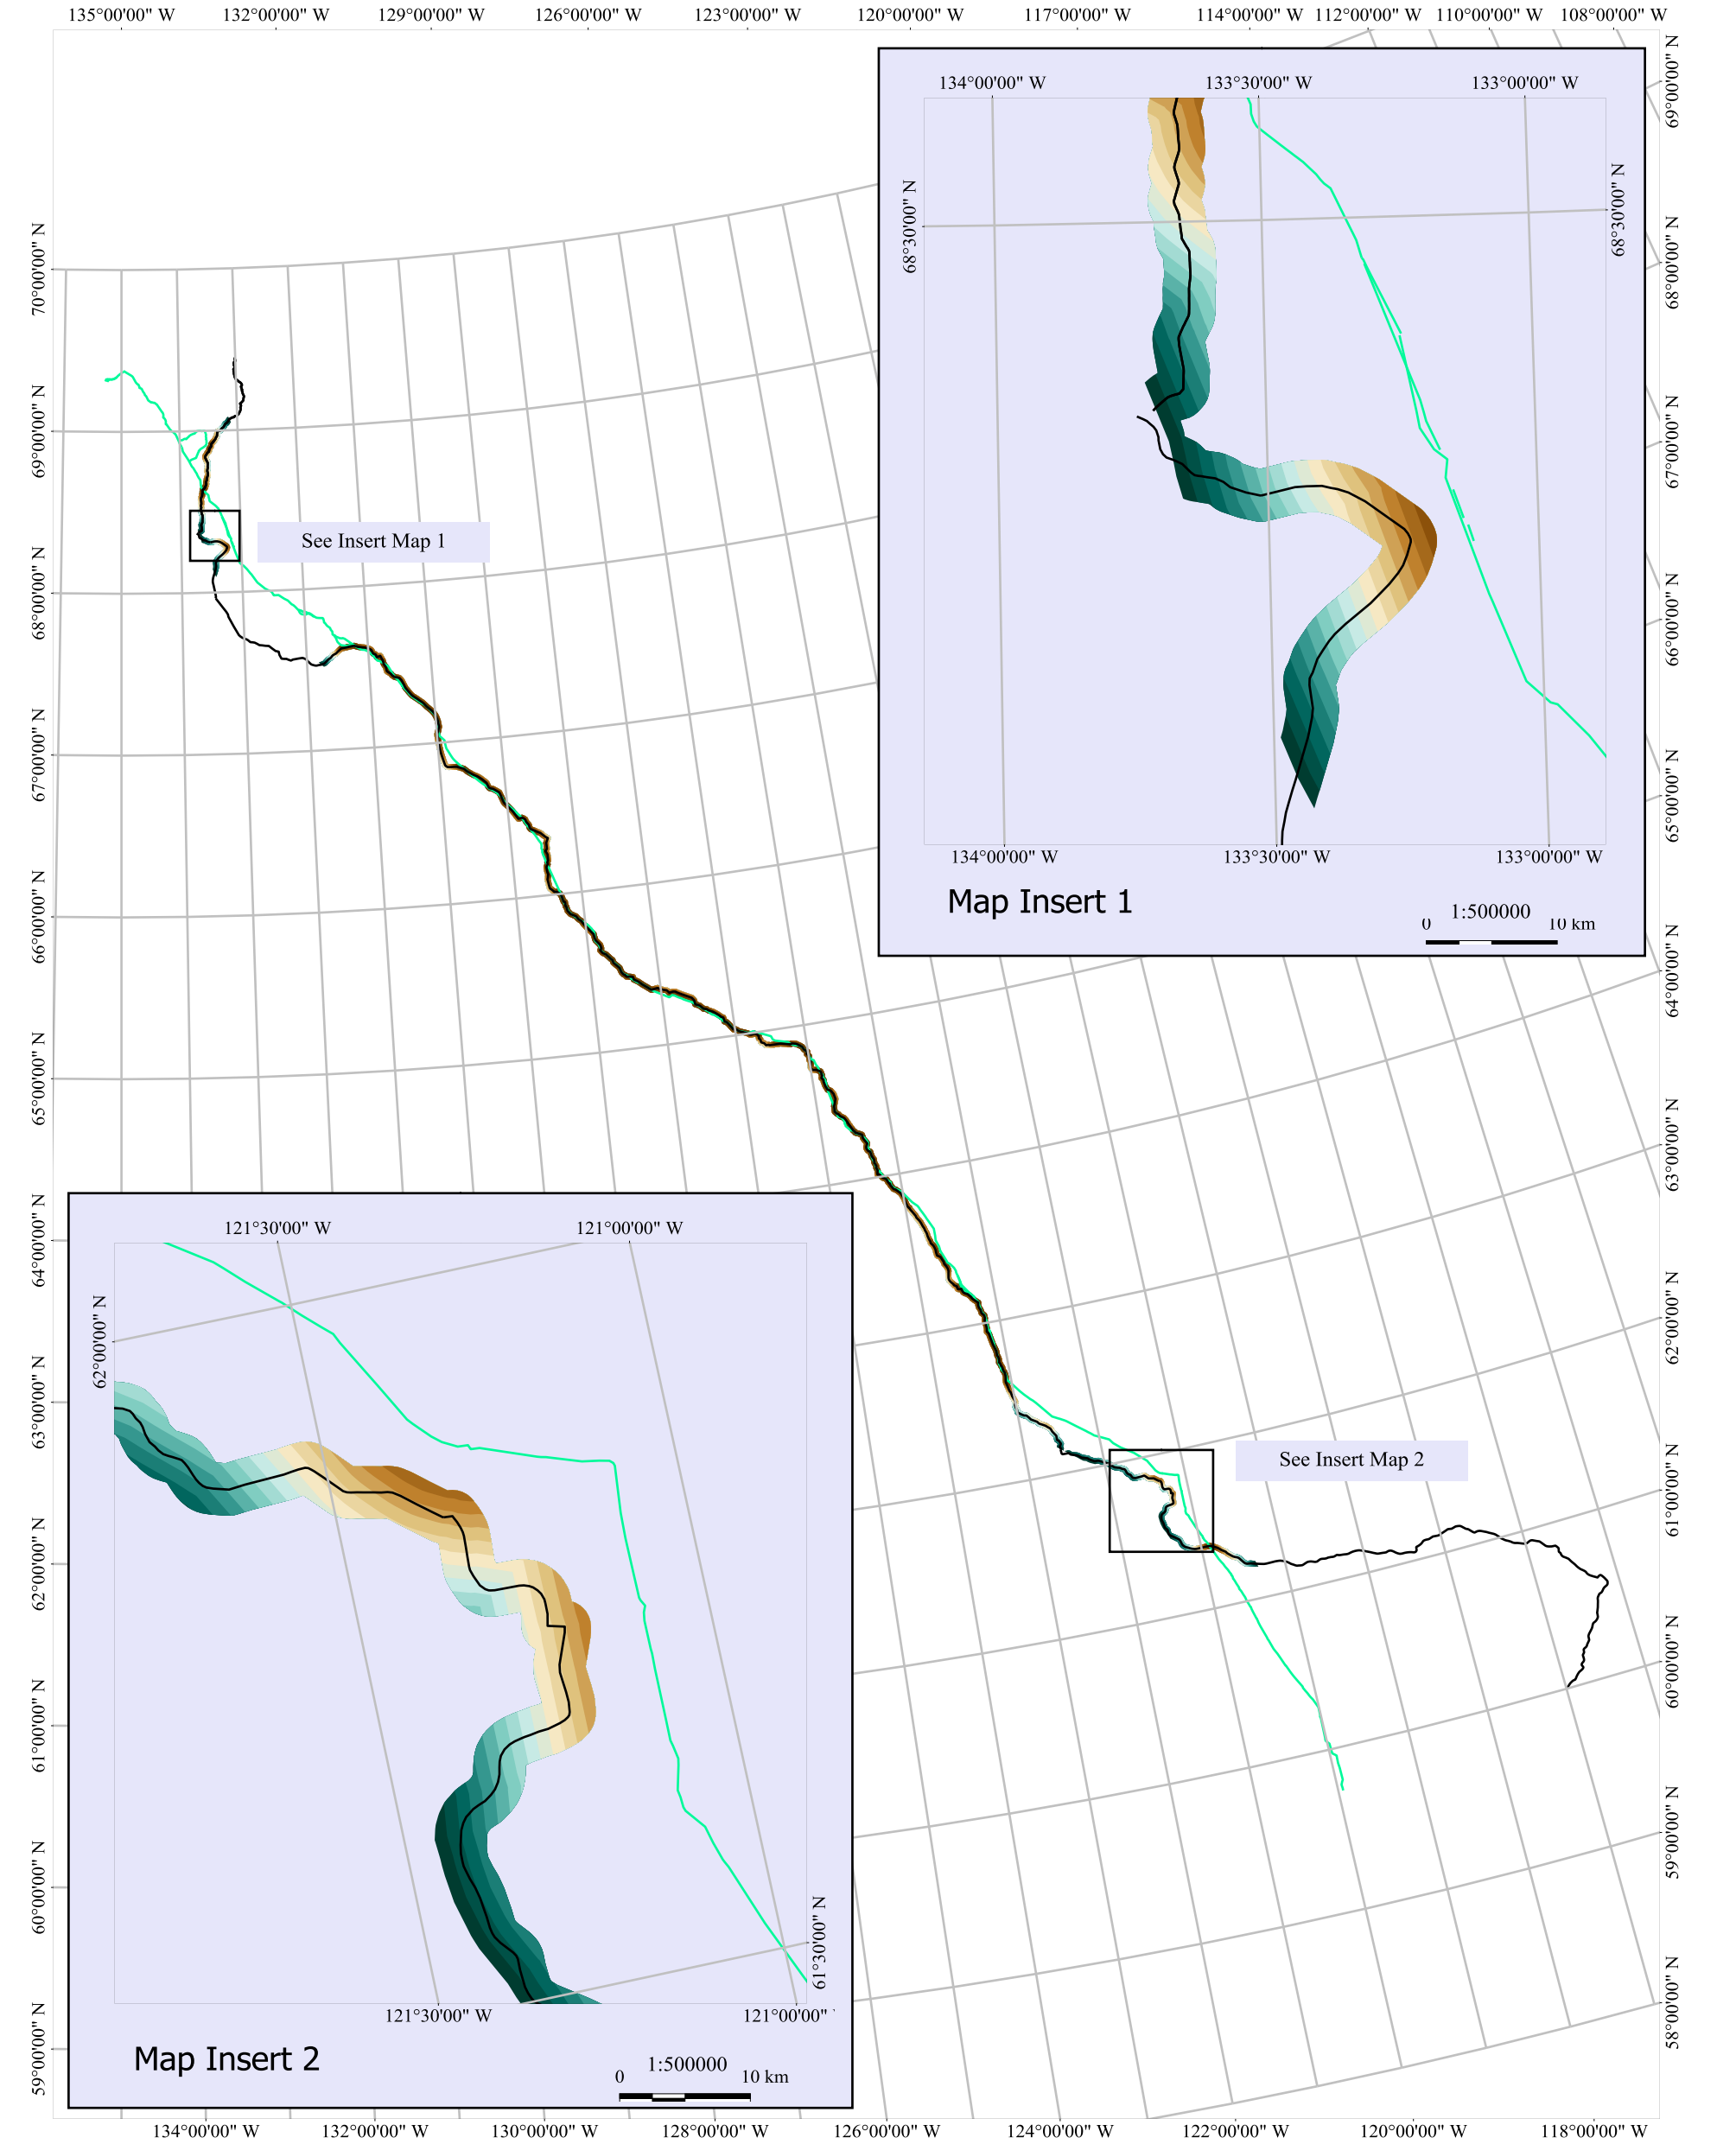 135°00'00" W 132°00'00" W 129°00'00" W 126°00'00" W 123°00'00" W 120°00'00" W 117°00'00" W 114°00'00" W 112°00'00" W 110°00'00" W 108°00'00" W
70°00'00" N
69°00'00" N
68°00'00" N
67°00'00" N
66°00'00" N
65°00'00" N
64°00'00" N
63°00'00" N
62°00'00" N
61°00'00" N
60°00'00" N
59°00'00" N
See Insert Map 1
134°00'00" W 133°30'00" W 133°00'00" W
68°30'00" N
68°30'00" N
134°00'00" W 133°30'00" W 133°00'00" W
Map Insert 1
1:500000
0 10 km
69°00'00" N
68°00'00" N
67°00'00" N
66°00'00" N
65°00'00" N
64°00'00" N
63°00'00" N
62°00'00" N
61°00'00" N
60°00'00" N
59°00'00" N
58°00'00" N
See Insert Map 2
121°30'00" W 121°00'00" W
62°00'00" N
61°30'00" N
121°30'00" W 121°00'00"
Map Insert 2
1:500000
0 10 km
134°00'00" W 132°00'00" W 130°00'00" W 128°00'00" W 126°00'00" W 124°00'00" W 122°00'00" W 120°00'00" W 118°00'00" W